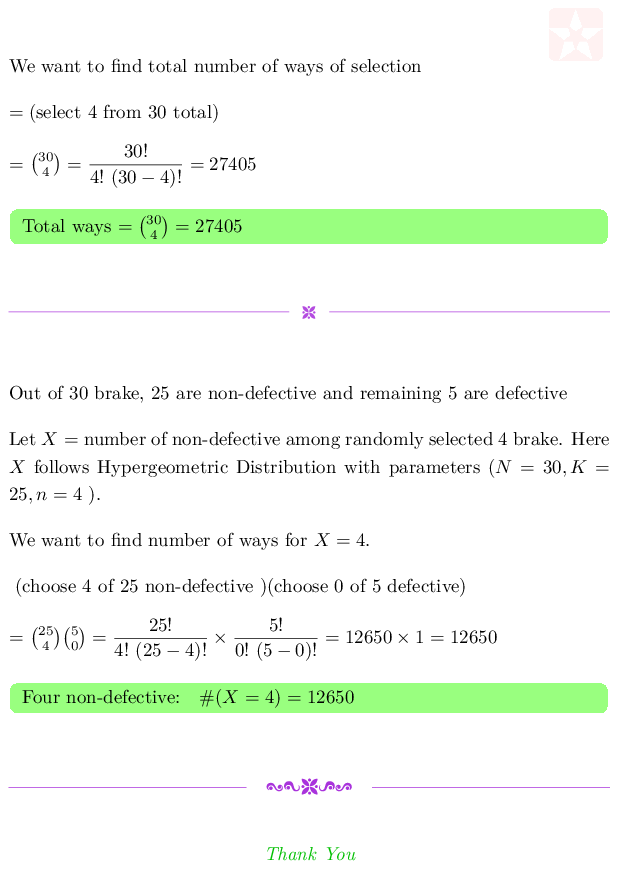 We want to find total number of ways of selection
= (select 4 from 30 total)
= \binom{30}{4} = \frac{30!}{4! (30 − 4)!} = 27405
Total ways = \binom{30}{4} = 27405
Out of 30 brake, 25 are non-defective and remaining 5 are defective
Let X = number of non-defective among randomly selected 4 brake. Here
X follows Hypergeometric Distribution with parameters (N = 30, K =
25, n = 4 ).
We want to find number of ways for X = 4.
(choose 4 of 25 non-defective )(choose 0 of 5 defective)
= \binom{25}{4}\binom{5}{0} = \frac{25!}{4! (25 − 4)!} × \frac{5!}{0! (5 − 0)!} = 12650 × 1 = 12650
Four non-defective: #(X = 4) = 12650
Thank You